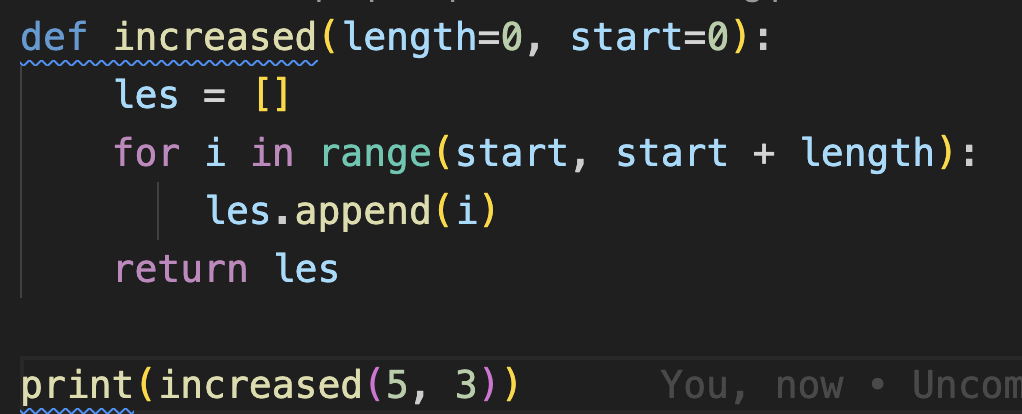 def increased(length=0, start=0):
    les = []
    for i in range(start, start + length):
        les.append(i)
    return les
print(increased(5, 3))    You, now •